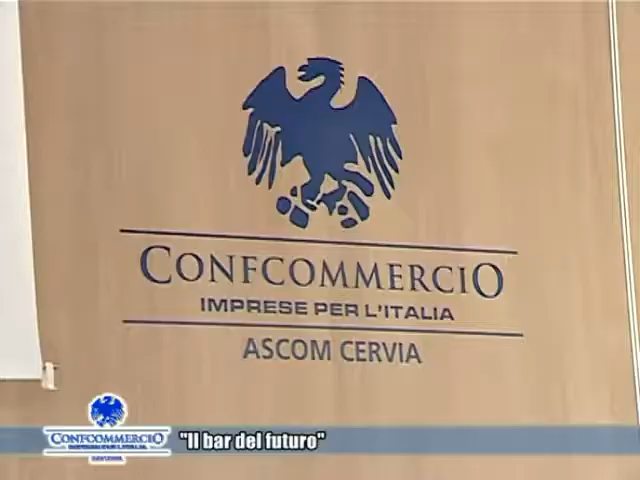 CONFCOMMERCIO
IMPRESE PER L'ITALIA
ASCOM CERVIA
CONFCOMMERCIO
"Il bar del futuro"